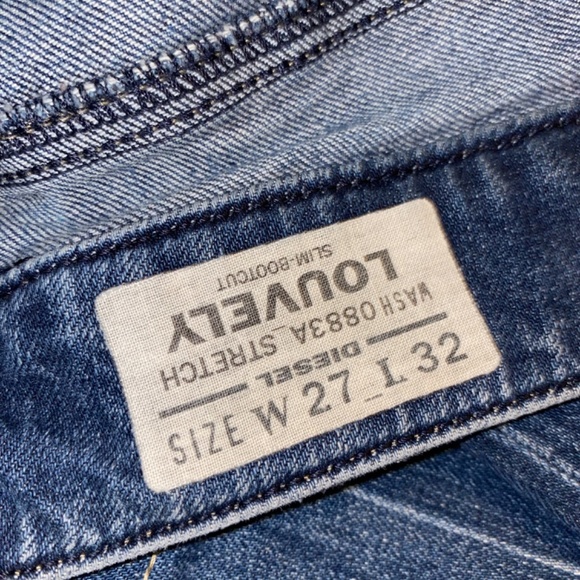 LOUVELY
SLIM-BOOTCUT
WASH 0883A_STRETCH
DIESEL
SIZE W 27_L 32